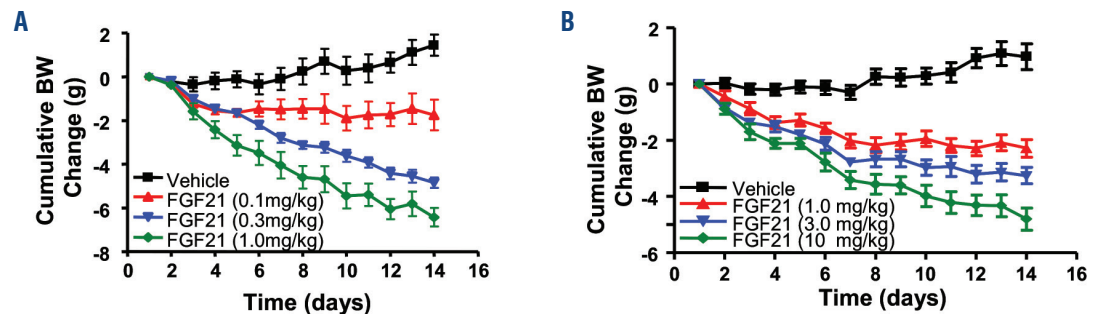 A
Cumulative BW
Change (g)
2
0
-2
-4
-6
-8
Vehicle
FGF21 (0.1mg/kg)
FGF21 (0.3mg/kg)
FGF21 (1.0mg/kg)
0 2 4 6 8 10 12 14 16
Time (days)
B
Cumulative BW
Change (g)
2
0
-2
-4
-6
Vehicle
FGF21 (1.0 mg/kg)
FGF21 (3.0 mg/kg)
FGF21 (10 mg/kg)
0 2 4 6 8 10 12 14 16
Time (days)